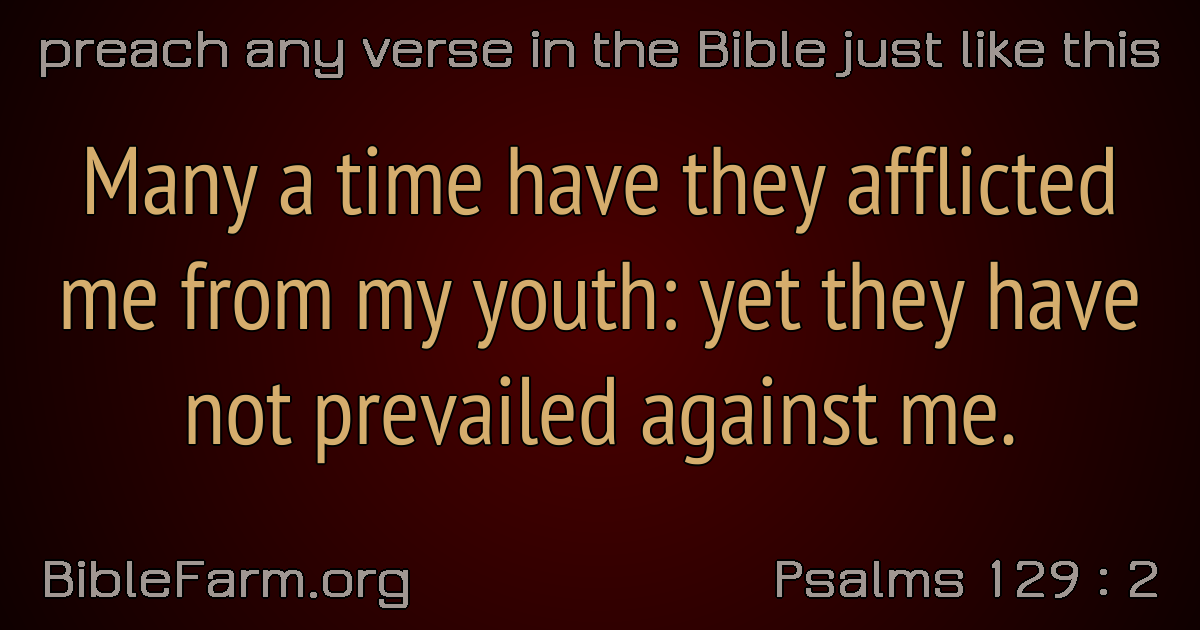 preach any verse in the Bible just like this
Many a time have they afflicted
me from my youth: yet they have
not prevailed against me.
BibleFarm.org
Psalms 129 : 2